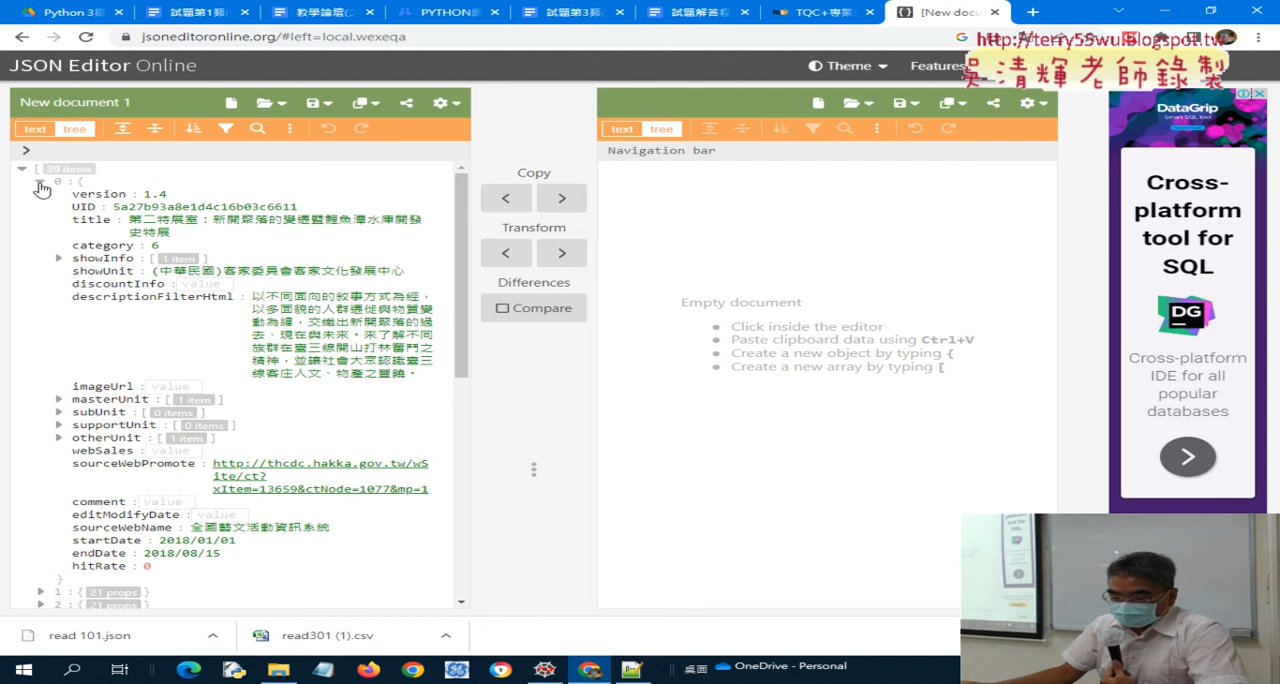 Python 3擷
試題第1類(
教學論壇(
PYTHON網
試題第3類(
試題解答程
TQC+專案
[New docu
jsoneditoronline.org/#left=local.wexeqa
http://terry55wu.blogspot.tw
吳清輝老師錄製
JSON Editor Online
Theme
Features
New document 1
text tree
text tree
Navigation bar
[ 39 items ]
0 : {
version : 1.4
UID : 5a27b93a8e1d4c16b03c6611
title : 第二特展室：新開聚落的變遷暨鯉魚潭水庫開發
史特展
category : 6
showInfo : [ 1 item ]
showUnit : (中華民國)客家委員會客家文化發展中心
discountInfo : value
descriptionFilterHtml : 以不同面向的敘事方式為經，
以多面貌的人群遷徙與物質變
動為緯，交織出新開聚落的過
去、現在與未來。來了解不同
族群在臺三線開山打林奮鬥之
精神，並讓社會大眾認識臺三
線客庄人文、物產之豐饒。
imageUrl : value
masterUnit : [ 1 item ]
subUnit : [ 0 items ]
supportUnit : [ 0 items ]
otherUnit : [ 1 item ]
webSales : value
sourceWebPromote : http://thcdc.hakka.gov.tw/wS
ite/ct?
xItem=13659&ctNode=1077&mp=1
comment : value
editModifyDate : value
sourceWebName : 全國藝文活動資訊系統
startDate : 2018/01/01
endDate : 2018/08/15
hitRate : 0
}
1 : { 21 props }
2 : { 21 props }
Copy
Transform
Differences
Compare
Empty document
Click inside the editor
Paste clipboard data using Ctrl+V
Create a new object by typing {
Create a new array by typing [
DataGrip
Cross-
platform
tool for
SQL
DG
Cross-platform
IDE for all
popular
databases
read 101.json
read301 (1).csv
桌面
OneDrive - Personal